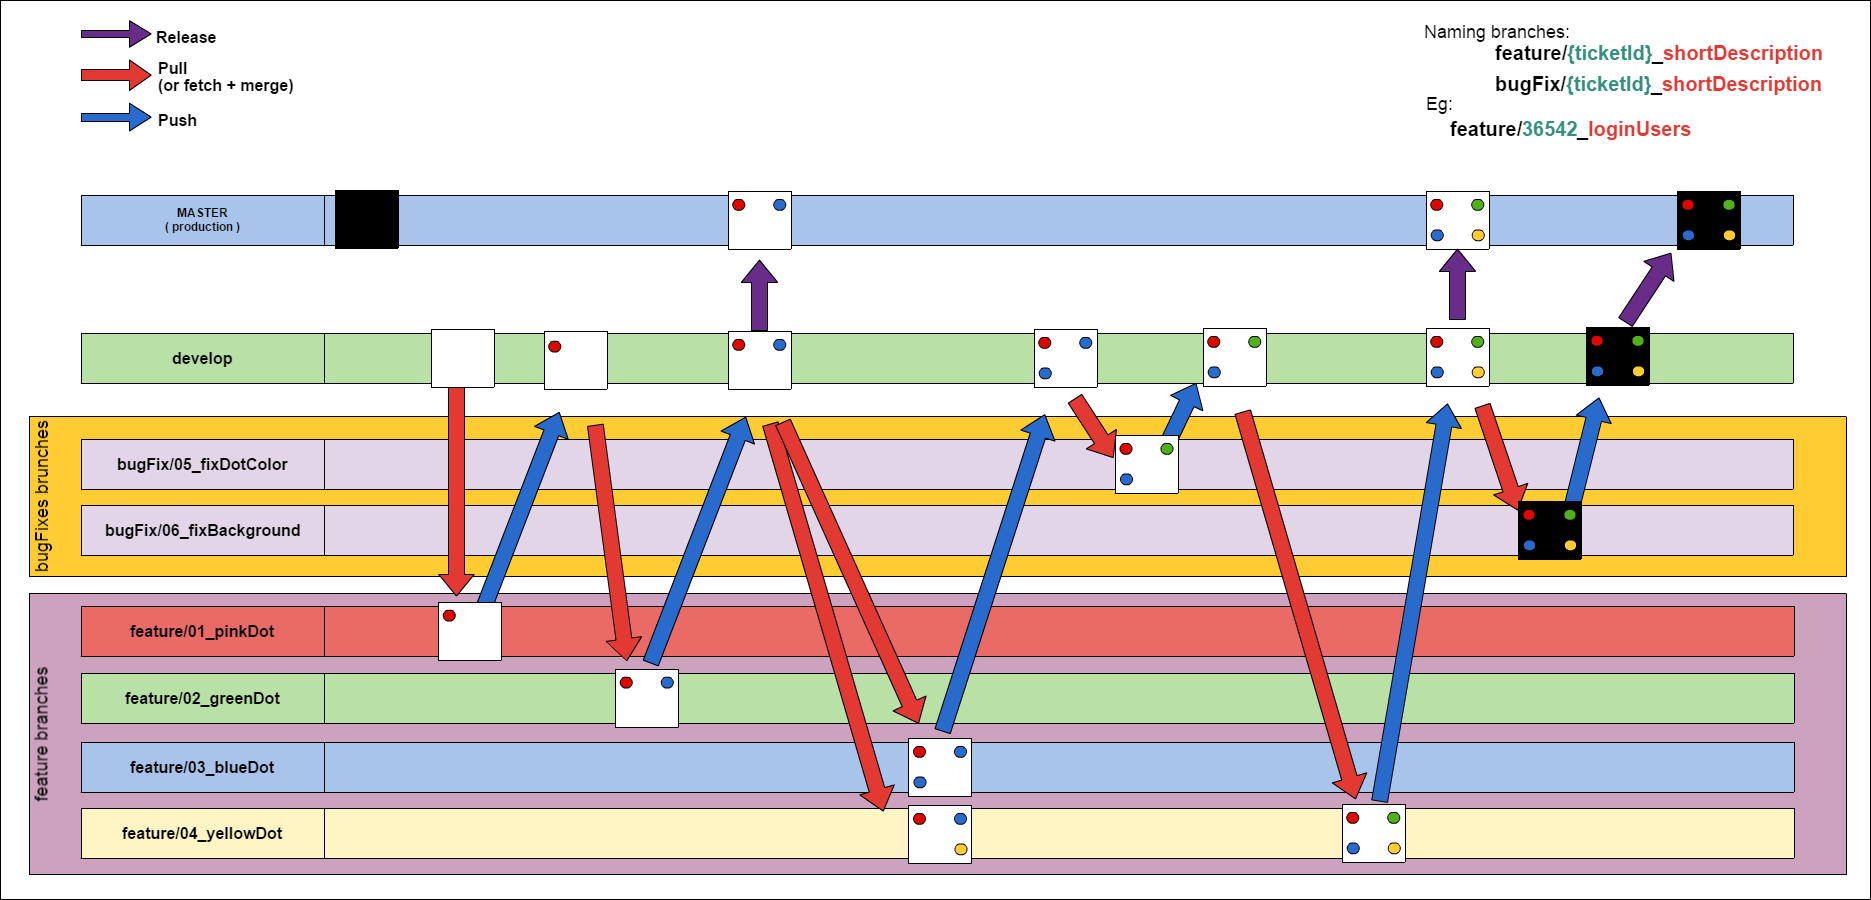 Release
Pull
(or fetch + merge)
Push
Naming branches:
feature/{ticketId}_shortDescription
bugFix/{ticketId}_shortDescription
Eg:
feature/36542_loginUsers
MASTER
( production )
develop
bugFixes brunches
bugFix/05_fixDotColor
bugFix/06_fixBackground
feature branches
feature/01_pinkDot
feature/02_greenDot
feature/03_blueDot
feature/04_yellowDot